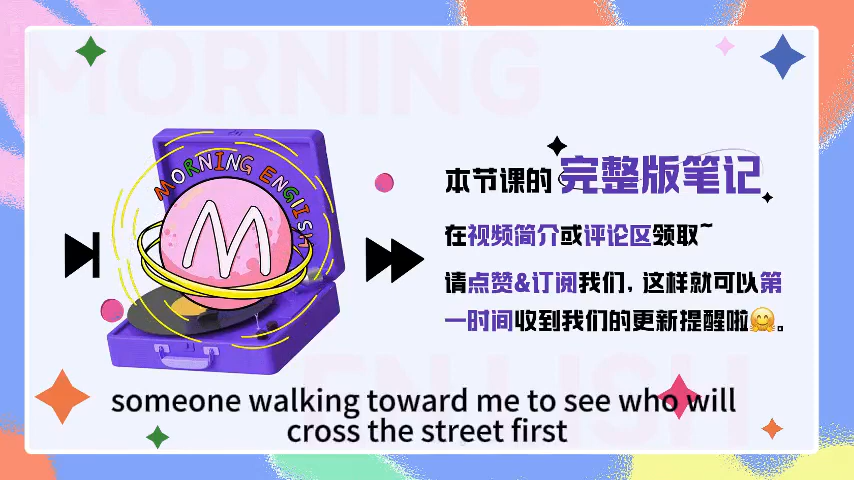 MORNING
MORNING ENGLISH
M
本节课的 完整版笔记
在视频简介或评论区领取~
请点赞&订阅我们, 这样就可以第
一时间收到我们的更新提醒啦🤗。
ENGLISH
someone walking toward me to see who will
cross the street first